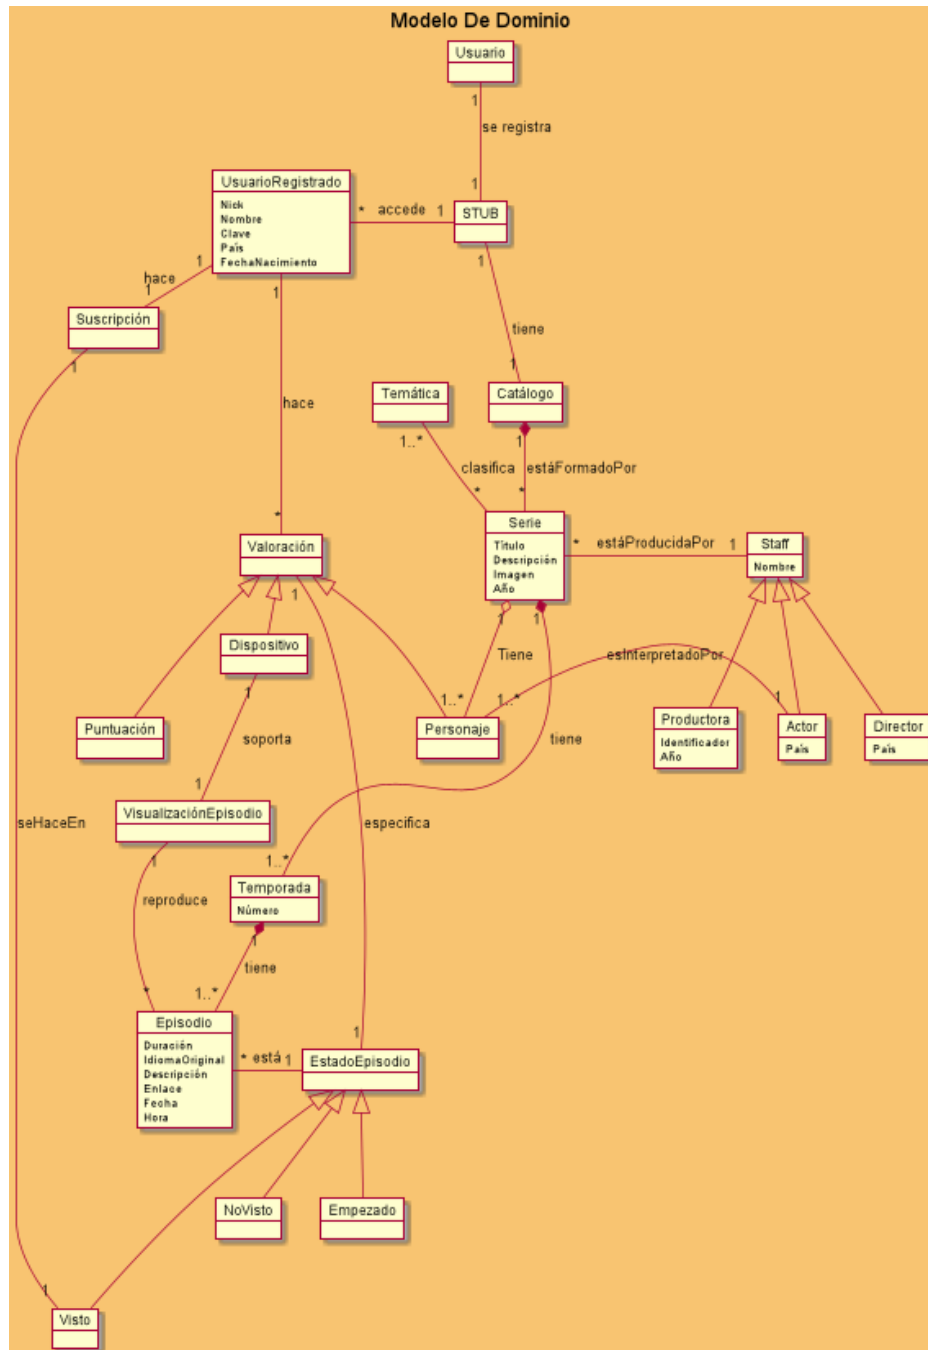 Modelo De Dominio
Usuario
1
se registra
1
UsuarioRegistrado
Nick
Nombre
Clave
País
FechaNacimiento
* accede 1
STUB
1
hace
1
1
1
Suscripción
1
tiene
1
hace
Temática
Catálogo
1..*
1
clasifica
estáFormadoPor
*
*
*
Valoración
Serie
Título
Descripción
Imagen
Año
* estáProducidaPor 1
Staff
Nombre
1
1
1
Dispositivo
Tiene
esInterpretadoPor
1
1..*
1..*
1
Puntuación
soporta
Personaje
tiene
Productora
Identificador
Año
Actor
País
Director
País
1
VisualizaciónEpisodio
seHaceEn
especifica
1
1..*
reproduce
Temporada
Número
1
tiene
*
1..*
1
Episodio
Duración
IdiomaOriginal
Descripción
Enlace
Fecha
Hora
* está 1
EstadoEpisodio
NoVisto
Empezado
1
Visto